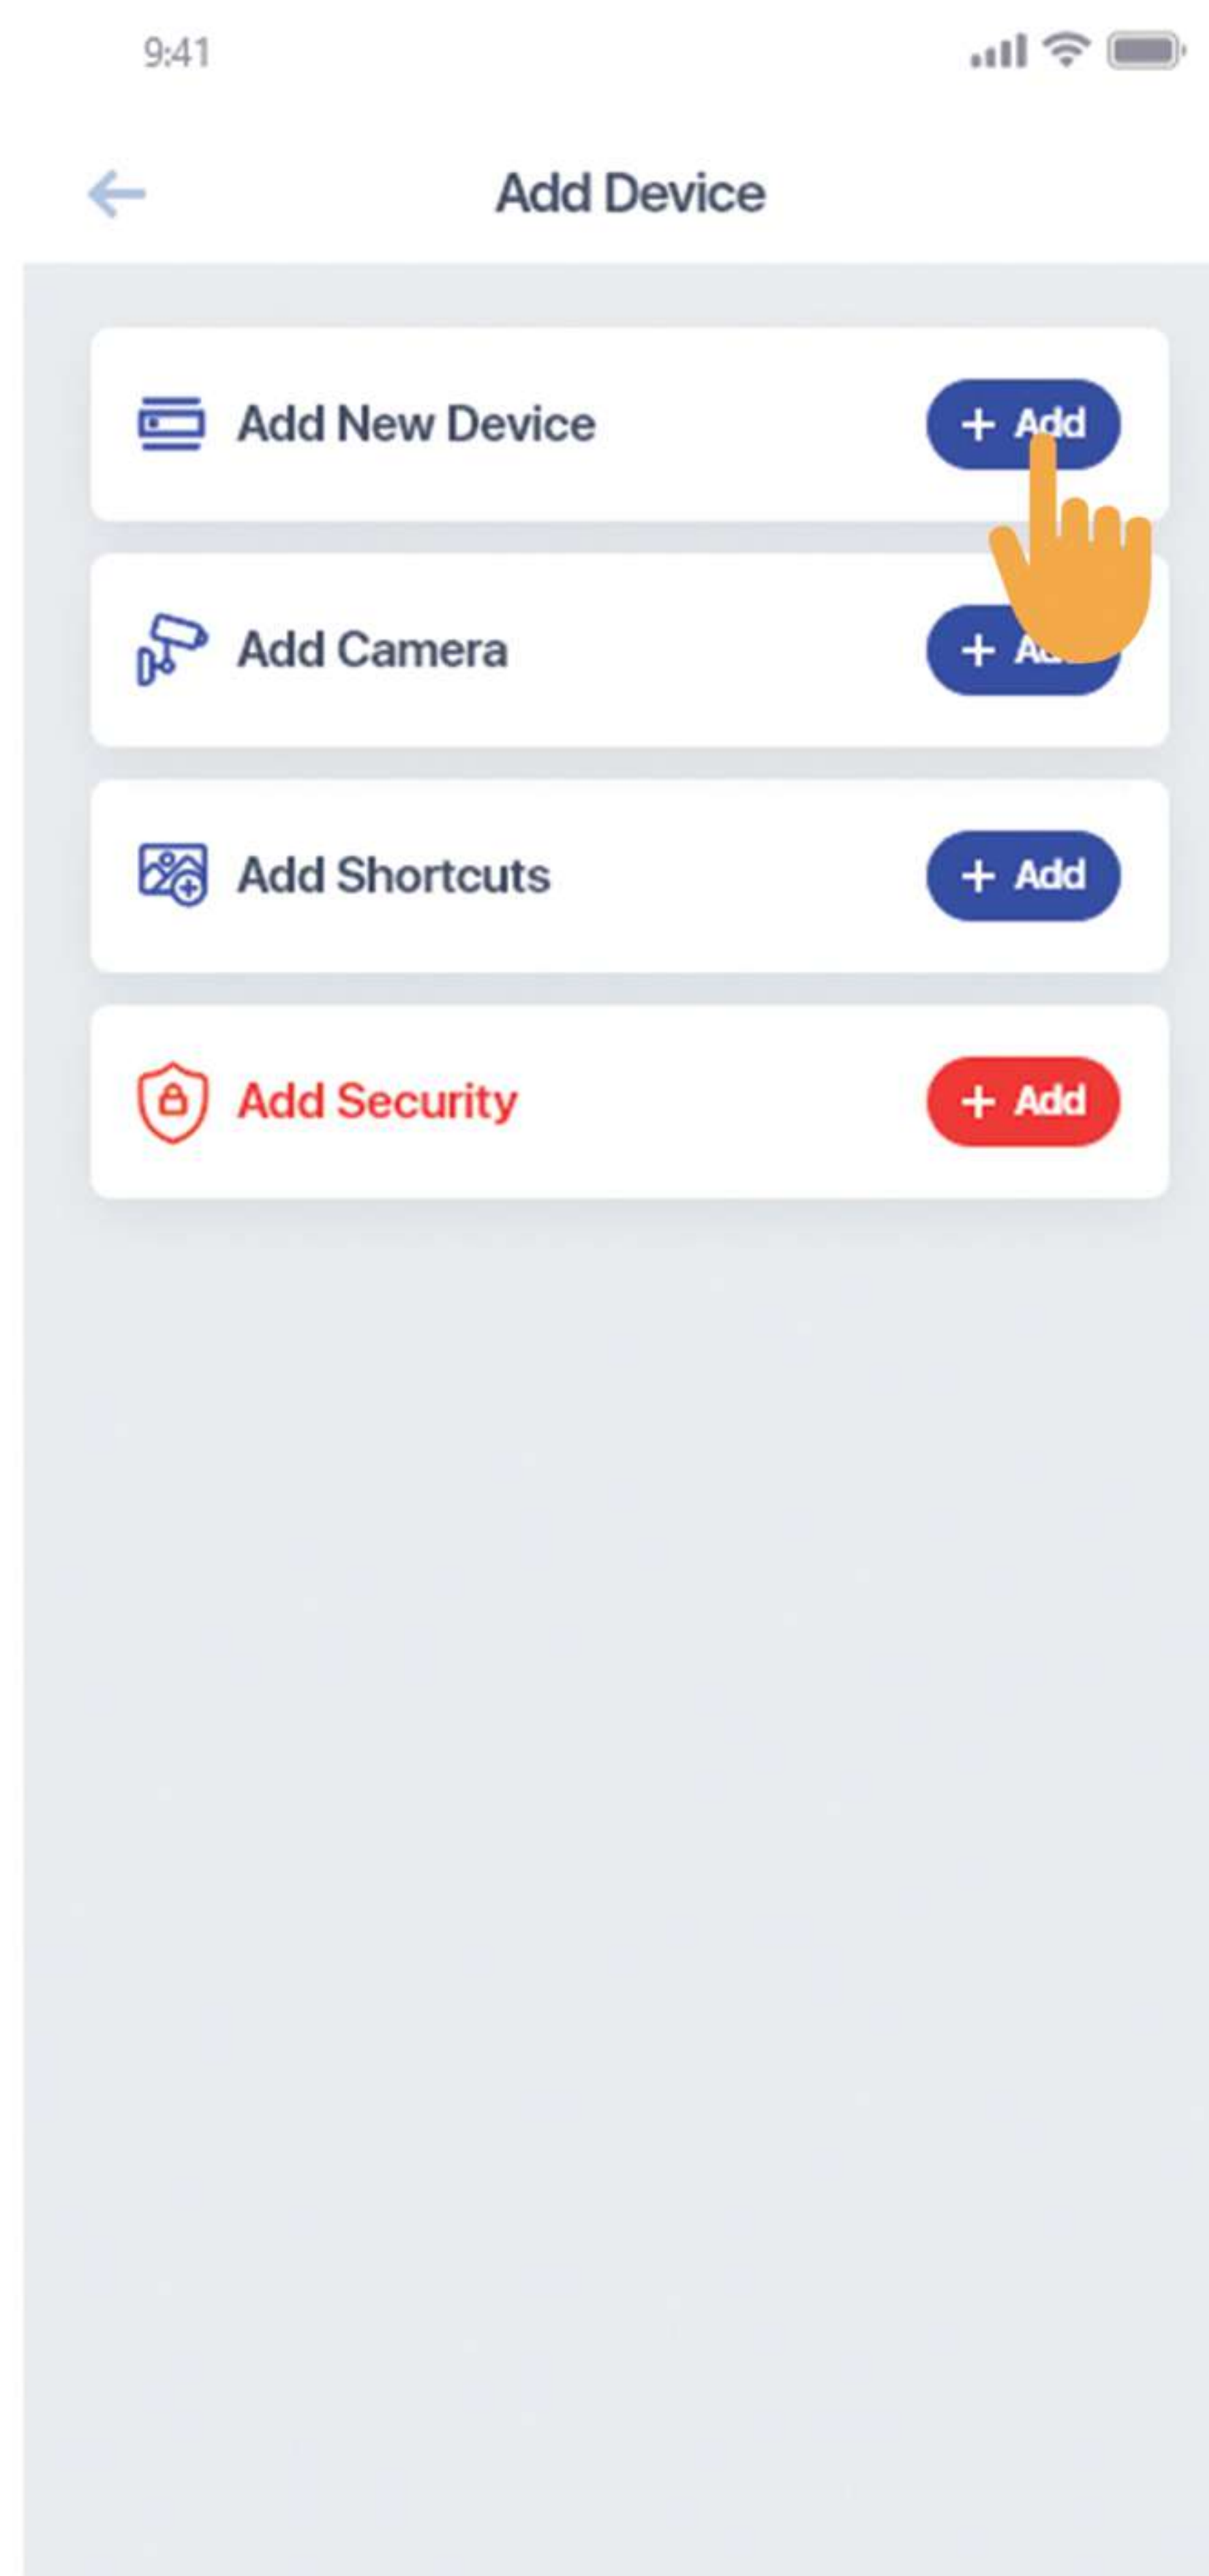 9:41
Add Device
Add New Device + Add
Add Camera +
Add Shortcuts + Add
Add Security + Add